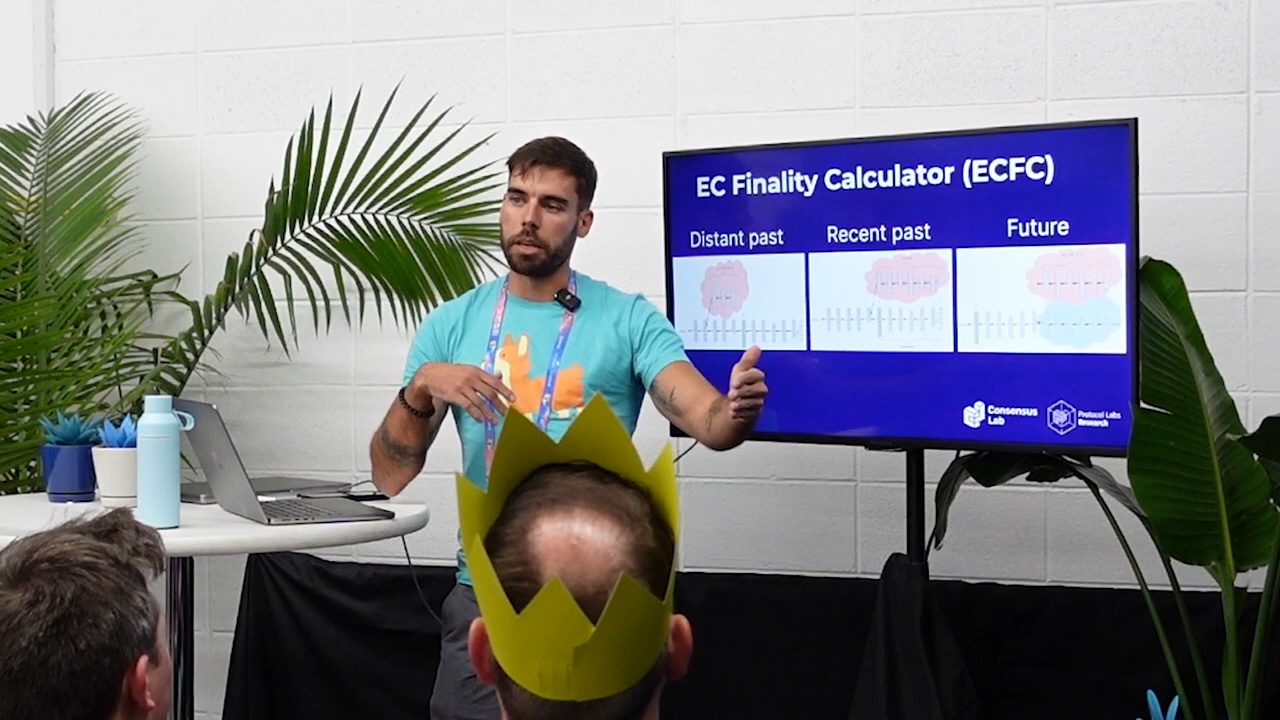 EC Finality Calculator (ECFC)
Distant past
Recent past
Future
Consensus
Lab
Protocol Labs
Research